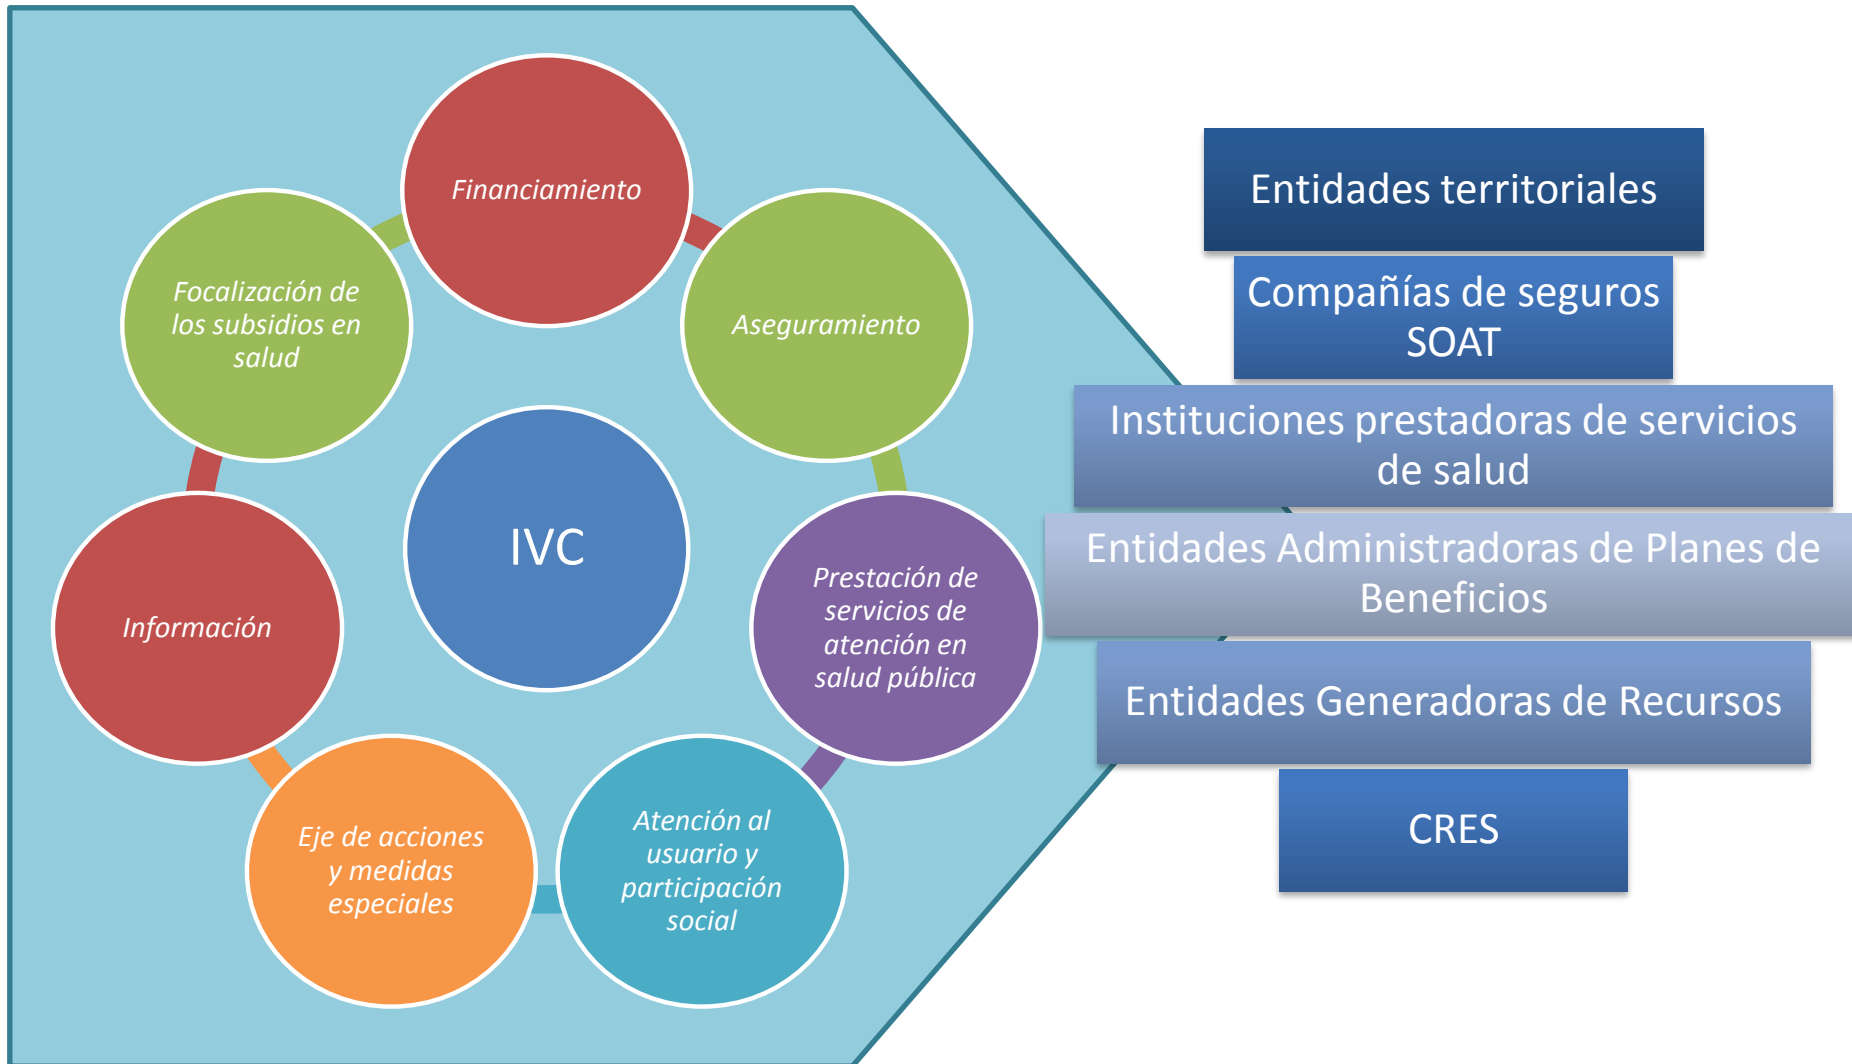 Financiamiento
Aseguramiento
Prestación de
servicios de
atención en
salud pública
Atención al
usuario y
participación
social
Eje de acciones
y medidas
especiales
Información
Focalización de
los subsidios en
salud
IVC
Entidades territoriales
Compañías de seguros
SOAT
Instituciones prestadoras de servicios
de salud
Entidades Administradoras de Planes de
Beneficios
Entidades Generadoras de Recursos
CRES